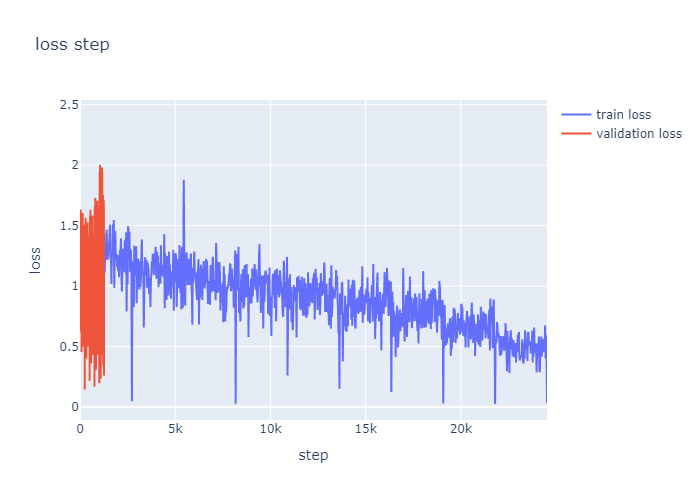 loss step
2.5
2
1.5
1
0.5
0
loss
0
5k
10k
15k
20k
step
train loss
validation loss